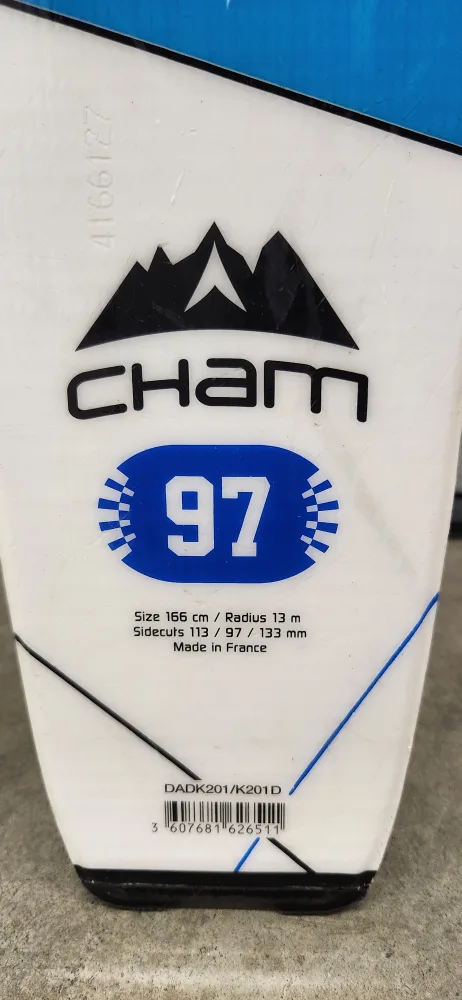 4166127
CHam
97
Size 166 cm / Radius 13 m
Sidecuts 113 / 97 / 133 mm
Made in France
DADK201/K201D
3 607681 626511